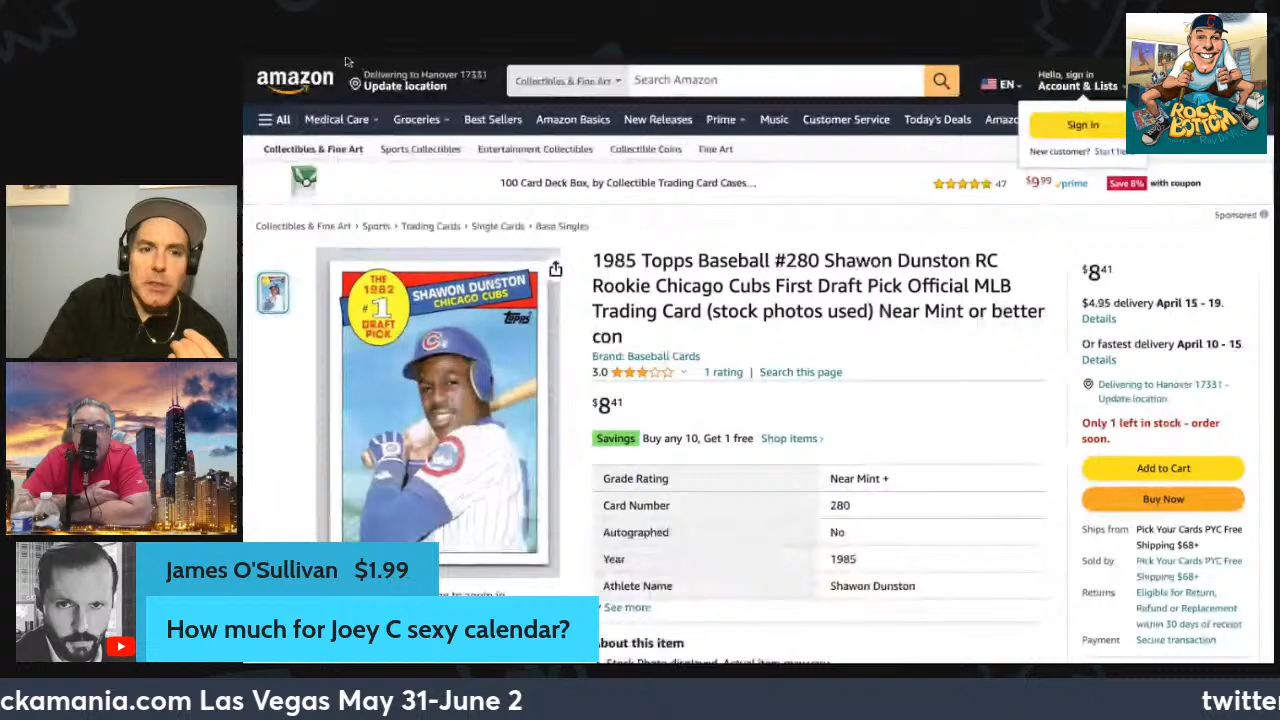 amazon
Delivering to Hanover 17331
Update location
Collectibles & Fine Art
Search Amazon
EN
Hello, sign in
Account & Lists
Sign in
New customer? Start
All
Medical Care
Groceries
Best Sellers
Amazon Basics
New Releases
Prime
Music
Customer Service
Today's Deals
Amazo
ROCK BOTTOM
Collectibles & Fine Art
Sports Collectibles
Entertainment Collectibles
Collectible Coins
Fine Art
100 Card Deck Box, by Collectible Trading Card Cases...
47
$9.99 prime
Save 8% with coupon
Sponsored
Collectibles & Fine Art › Sports › Trading Cards › Single Cards › Base Singles
THE 1982 #1 DRAFT PICK
SHAWON DUNSTON
CHICAGO CUBS
TOPPS
1985 Topps Baseball #280 Shawon Dunston RC
Rookie Chicago Cubs First Draft Pick Official MLB
Trading Card (stock photos used) Near Mint or better
con
Brand: Baseball Cards
3.0
1 rating | Search this page
$8.41
Savings Buy any 10, Get 1 free Shop items ›
Grade Rating Near Mint +
Card Number 280
Autographed No
Year 1985
Athlete Name Shawon Dunston
See more
About this item
$8.41
$4.95 delivery April 15 - 19.
Details
Or fastest delivery April 10 - 15.
Details
Delivering to Hanover 17331 -
Update location
Only 1 left in stock - order
soon.
Add to Cart
Buy Now
Ships from Pick Your Cards PYC Free
Shipping $68+
Sold by Pick Your Cards PYC Free
Shipping $68+
Returns Eligible for Return,
Refund or Replacement
within 30 days of receipt
Payment Secure transaction
James O'Sullivan $1.99
How much for Joey C sexy calendar?
ckamania.com Las Vegas May 31-June 2
twitter